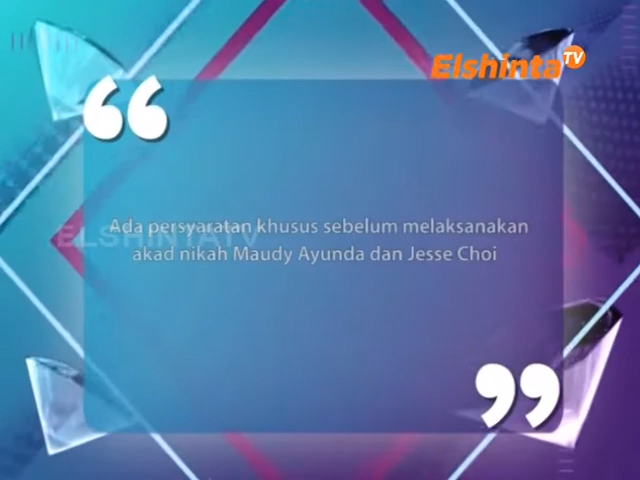 Elshinta TV
Ada persyaratan khusus sebelum melaksanakan
ELSHINTATV
akad nikah Maudy Ayunda dan Jesse Choi